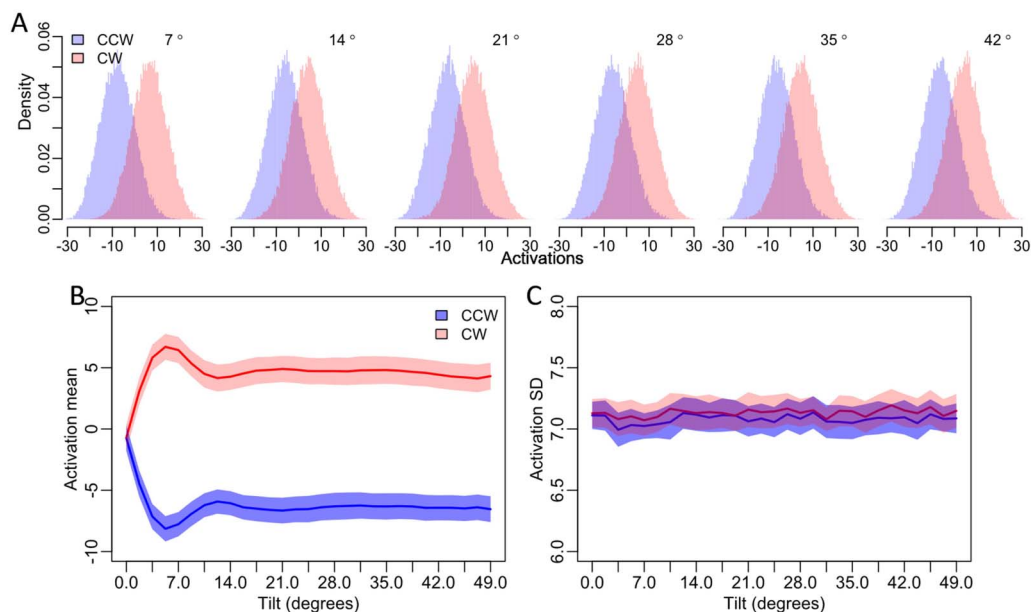 A
CCW
CW
7 °
14 °
21 °
28 °
35 °
42 °
Density
0.00
0.02
0.04
0.06
-30 -10 10 30 -30 -10 10 30 -30 -10 10 30 -30 -10 10 30 -30 -10 10 30 -30 -10 10 30
Activations
B
CCW
CW
Activation mean
-10
-5
0
5
10
0.0 7.0 14.0 21.0 28.0 35.0 42.0 49.0
Tilt (degrees)
C
Activation SD
6.0
6.5
7.0
7.5
8.0
0.0 7.0 14.0 21.0 28.0 35.0 42.0 49.0
Tilt (degrees)